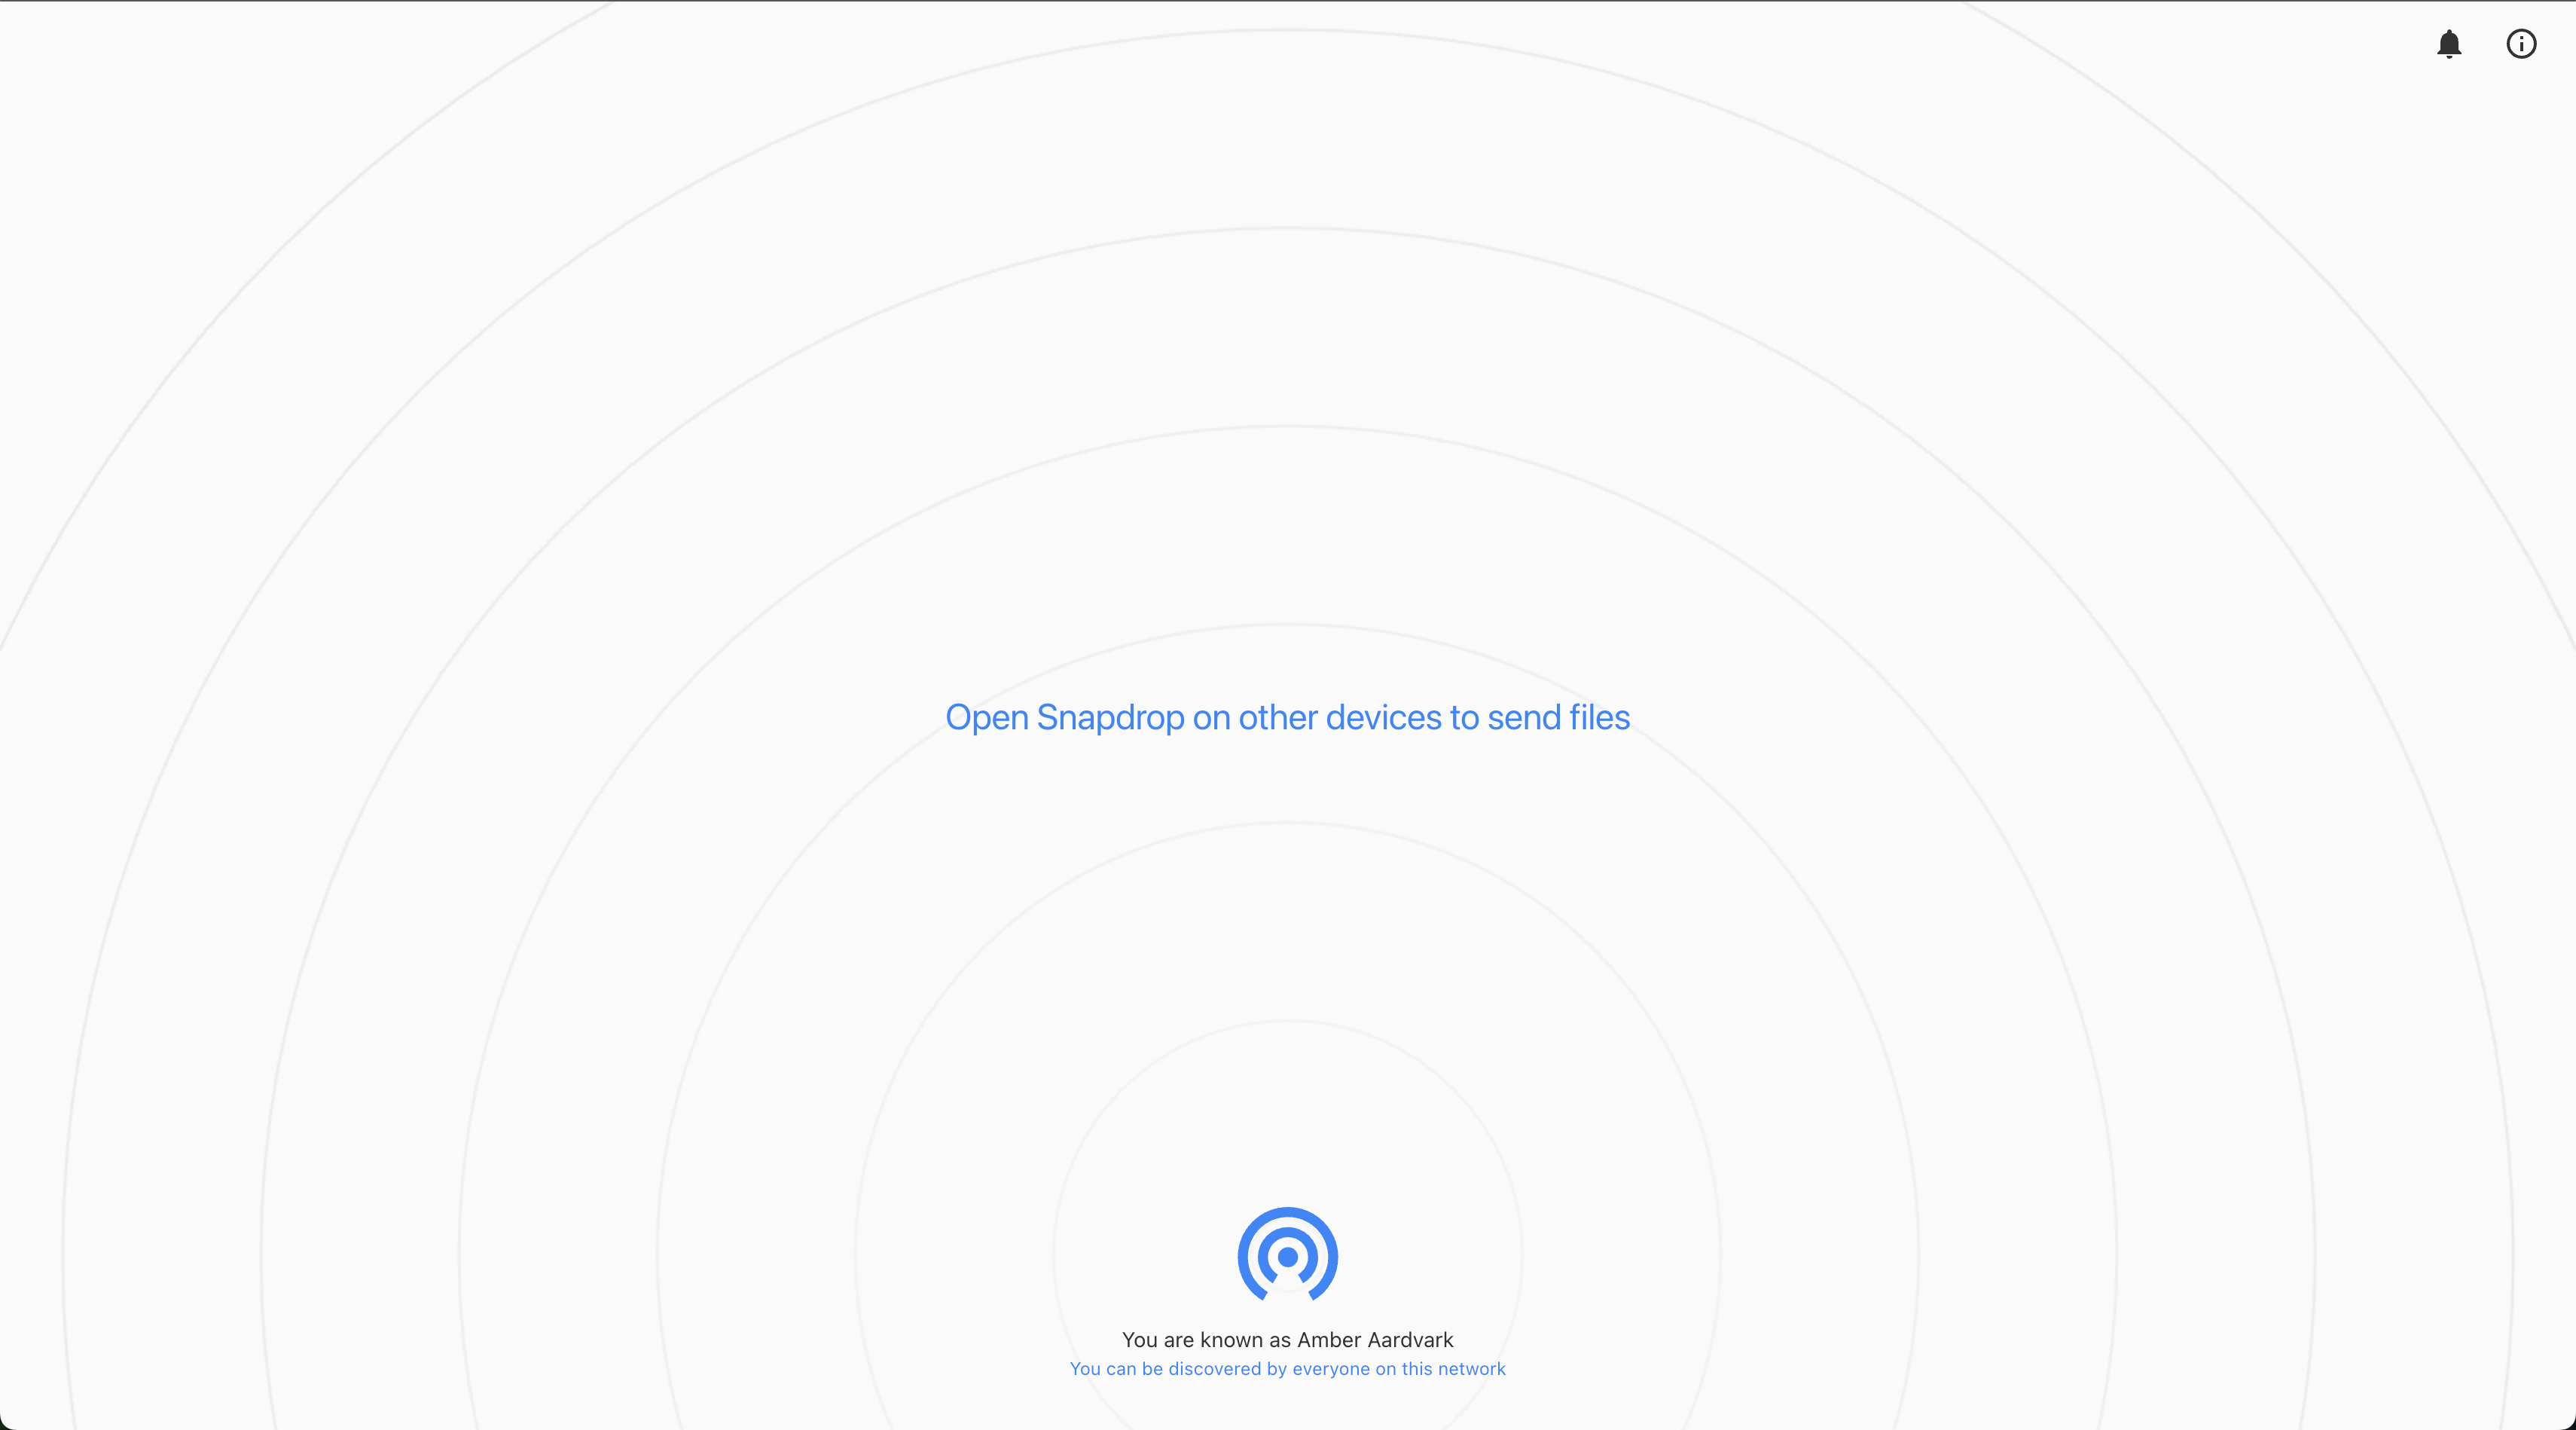 Open Snapdrop on other devices to send files
You are known as Amber Aardvark
You can be discovered by everyone on this network